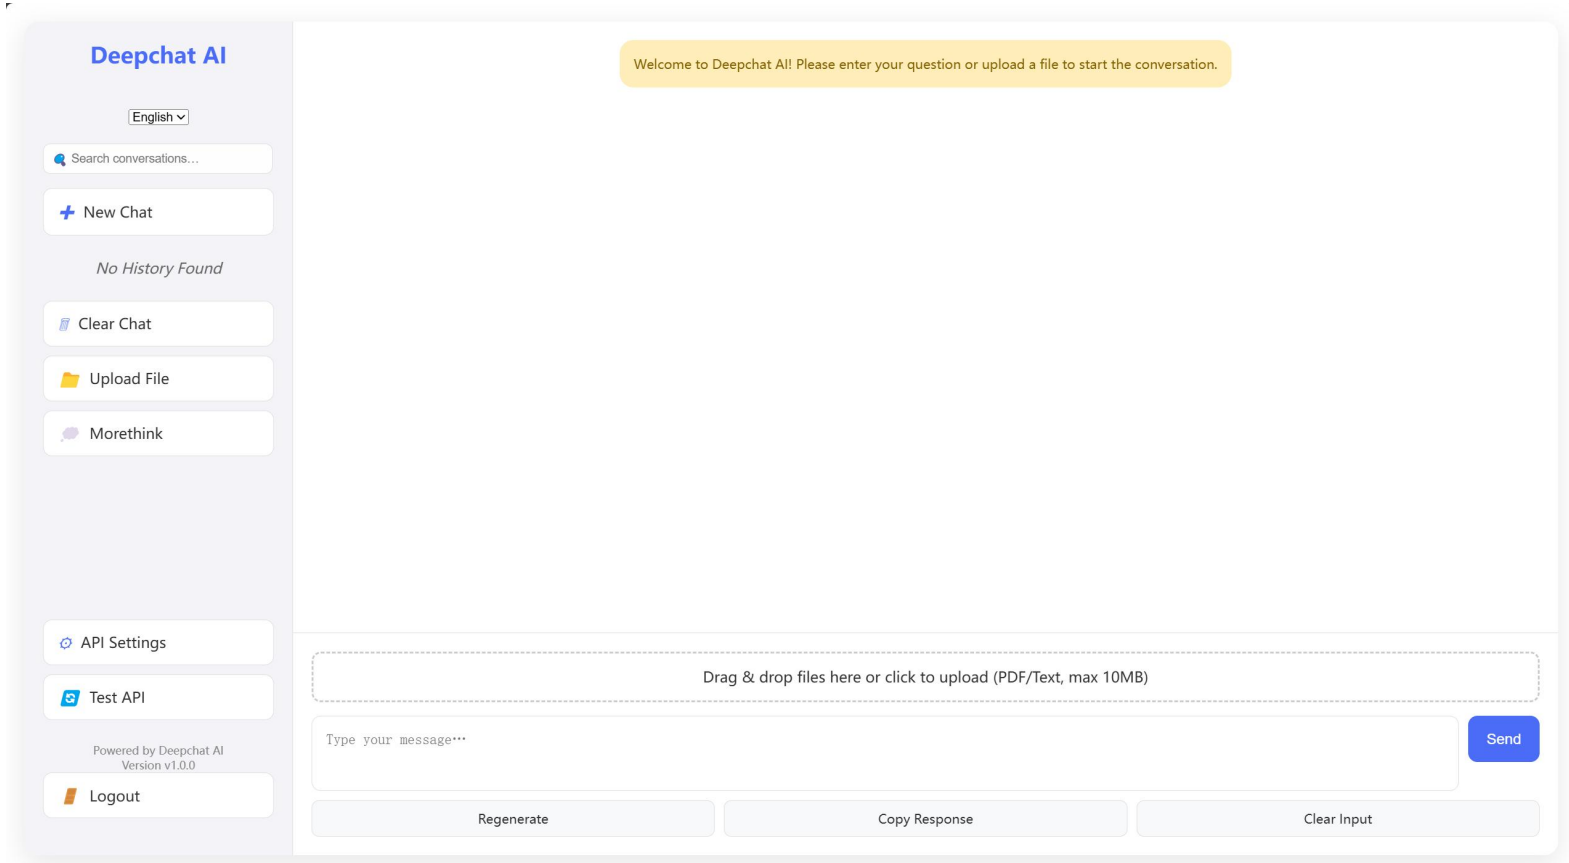 Deepchat AI
English
Search conversations...
New Chat
No History Found
Clear Chat
Upload File
Morethink
API Settings
Test API
Powered by Deepchat AI
Version v1.0.0
Logout
Welcome to Deepchat AI! Please enter your question or upload a file to start the conversation.
Drag & drop files here or click to upload (PDF/Text, max 10MB)
Type your message…
Send
Regenerate
Copy Response
Clear Input